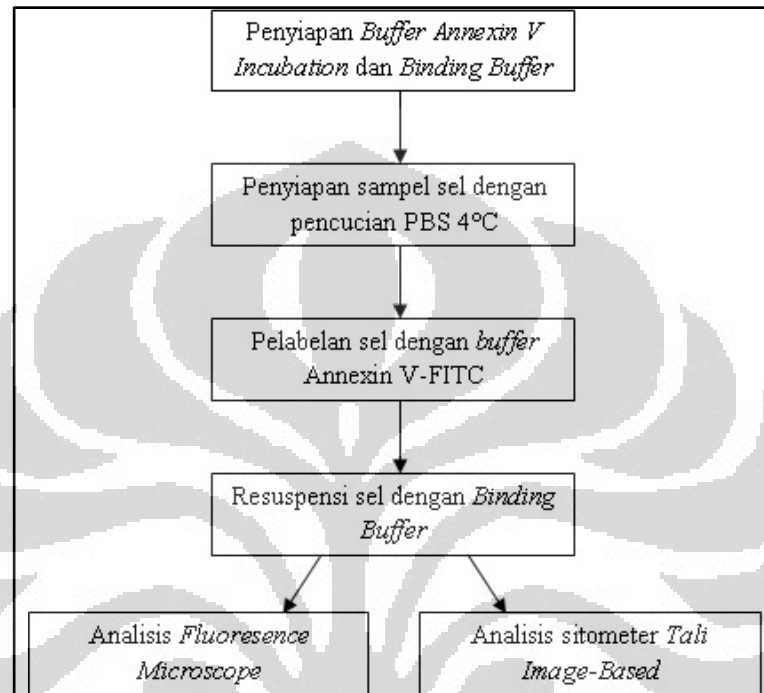 Penyiapan Buffer Annexin V
Incubation dan Binding Buffer
Penyiapan sampel sel dengan
pencucian PBS 4°C
Pelabelan sel dengan buffer
Annexin V-FITC
Resuspensi sel dengan Binding
Buffer
Analisis Fluoresence
Microscope
Analisis sitometer Tali
Image-Based